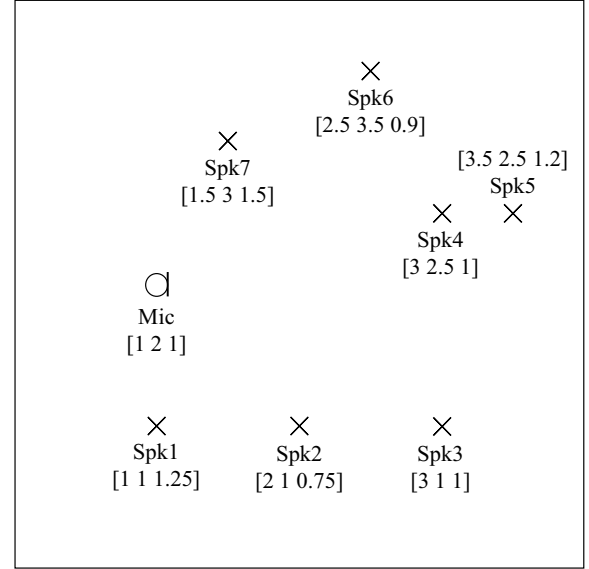 Spk6
[2.5 3.5 0.9]
Spk7
[1.5 3 1.5]
[3.5 2.5 1.2]
Spk5
Spk4
[3 2.5 1]
Mic
[1 2 1]
Spk1
[1 1 1.25]
Spk2
[2 1 0.75]
Spk3
[3 1 1]